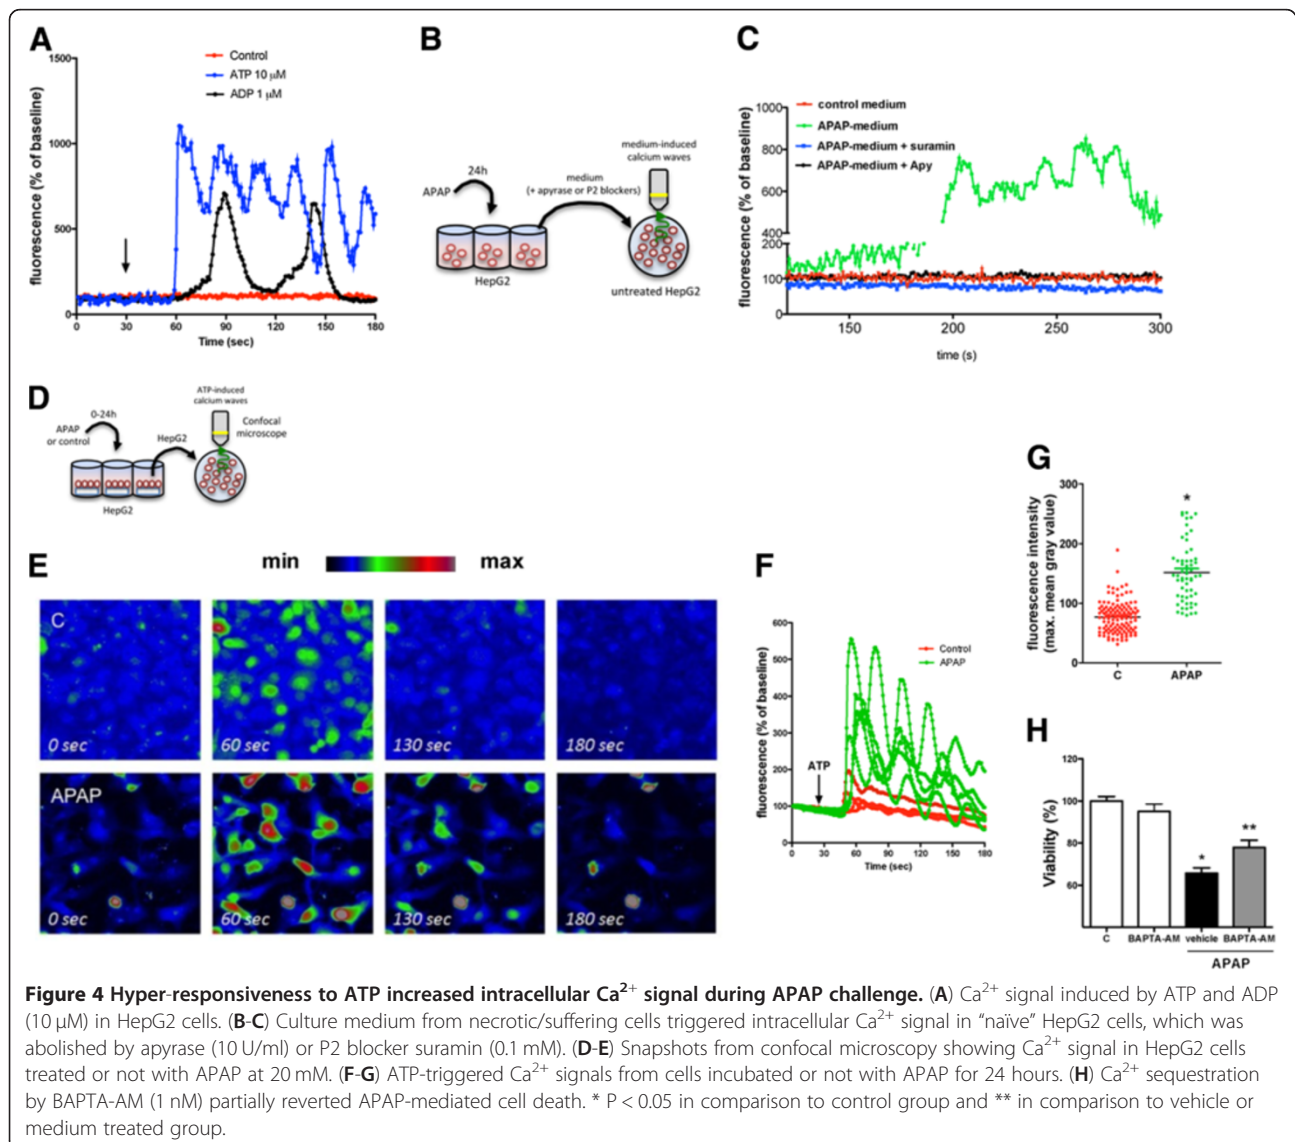 A
1500
1000
500
0
fluorescence (% of baseline)
Control
ATP 10 µM
ADP 1 µM
0 30 60 90 120 150 180
Time (sec)
B
24h
APAP
medium
(+ apyrase or P2 blockers)
medium-induced
calcium waves
HepG2
untreated HepG2
C
1000
800
600
400
200
100
0
fluorescence (% of baseline)
control medium
APAP-medium
APAP-medium + suramin
APAP-medium + Apy
150 200 250 300
time (s)
D
0-24h
APAP
or control
HepG2
ATP-induced
calcium waves
Confocal
microscope
HepG2
E
min max
C
0 sec 60 sec 130 sec 180 sec
APAP
0 sec 60 sec 130 sec 180 sec
F
600
500
400
300
200
100
0
fluorescence (% of baseline)
Control
APAP
ATP
0 30 60 90 120 150 180
Time (sec)
G
300
200
100
0
fluorescence intensity
(max. mean gray value)
*
C APAP
H
120
100
80
60
Viability (%)
* **
C BAPTA-AM vehicle BAPTA-AM
APAP
Figure 4 Hyper-responsiveness to ATP increased intracellular Ca²⁺ signal during APAP challenge. (A) Ca²⁺ signal induced by ATP and ADP
(10 μM) in HepG2 cells. (B-C) Culture medium from necrotic/suffering cells triggered intracellular Ca²⁺ signal in “naïve” HepG2 cells, which was
abolished by apyrase (10 U/ml) or P2 blocker suramin (0.1 mM). (D-E) Snapshots from confocal microscopy showing Ca²⁺ signal in HepG2 cells
treated or not with APAP at 20 mM. (F-G) ATP-triggered Ca²⁺ signals from cells incubated or not with APAP for 24 hours. (H) Ca²⁺ sequestration
by BAPTA-AM (1 nM) partially reverted APAP-mediated cell death. * P < 0.05 in comparison to control group and ** in comparison to vehicle or
medium treated group.